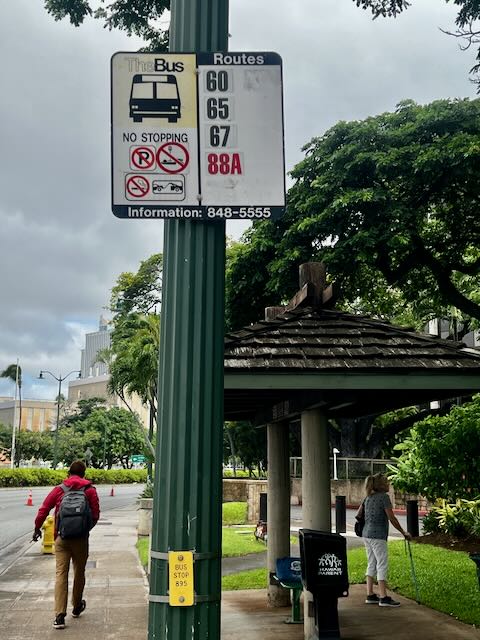 TheBus
Routes
60
65
67
88A
NO STOPPING
P
Information: 848-5555
BUS
STOP
895